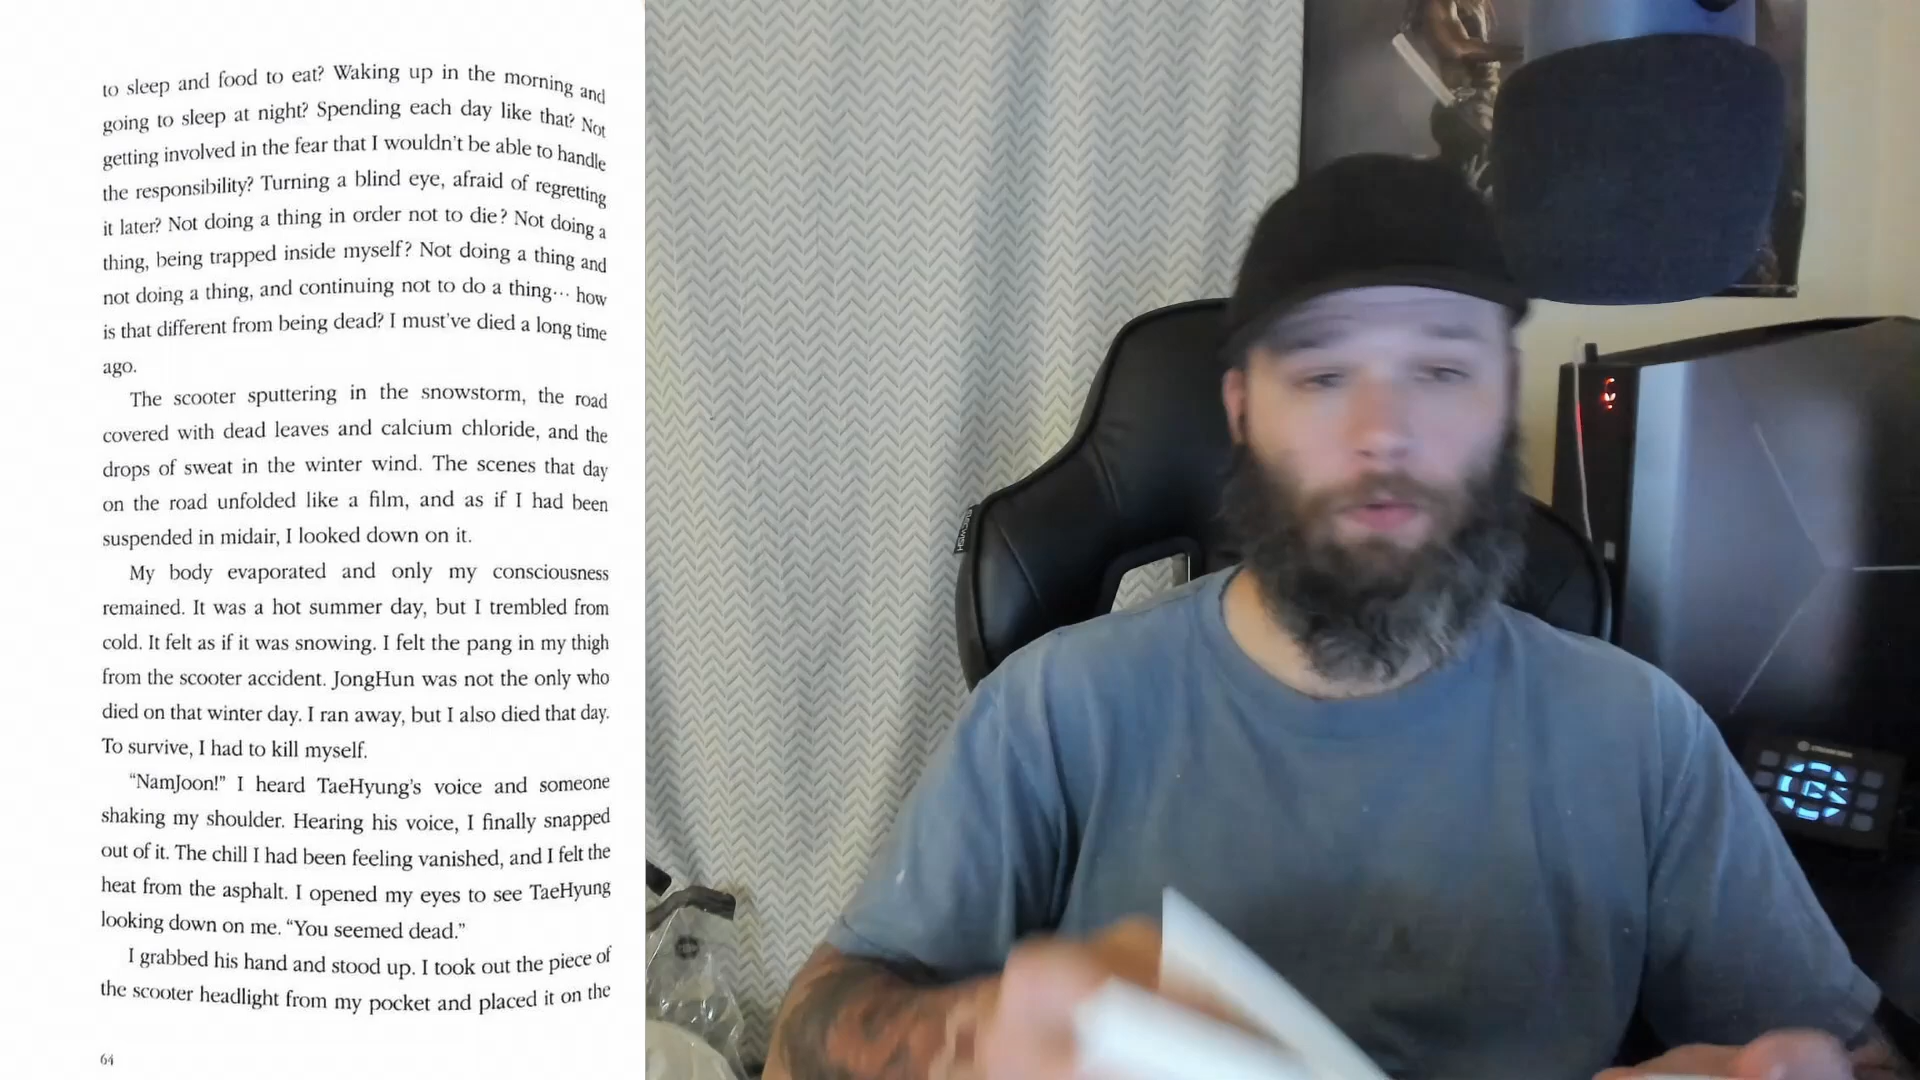 to sleep and food to eat? Waking up in the morning and
going to sleep at night? Spending each day like that? Not
getting involved in the fear that I wouldn't be able to handle
the responsibility? Turning a blind eye, afraid of regretting
it later? Not doing a thing in order not to die? Not doing a
thing, being trapped inside myself? Not doing a thing and
not doing a thing, and continuing not to do a thing… how
is that different from being dead? I must've died a long time
ago.
The scooter sputtering in the snowstorm, the road
covered with dead leaves and calcium chloride, and the
drops of sweat in the winter wind. The scenes that day
on the road unfolded like a film, and as if I had been
suspended in midair, I looked down on it.
My body evaporated and only my consciousness
remained. It was a hot summer day, but I trembled from
cold. It felt as if it was snowing. I felt the pang in my thigh
from the scooter accident. JongHun was not the only who
died on that winter day. I ran away, but I also died that day.
To survive, I had to kill myself.
“NamJoon!” I heard TaeHyung's voice and someone
shaking my shoulder. Hearing his voice, I finally snapped
out of it. The chill I had been feeling vanished, and I felt the
heat from the asphalt. I opened my eyes to see TaeHyung
looking down on me. “You seemed dead.”
I grabbed his hand and stood up. I took out the piece of
the scooter headlight from my pocket and placed it on the
64